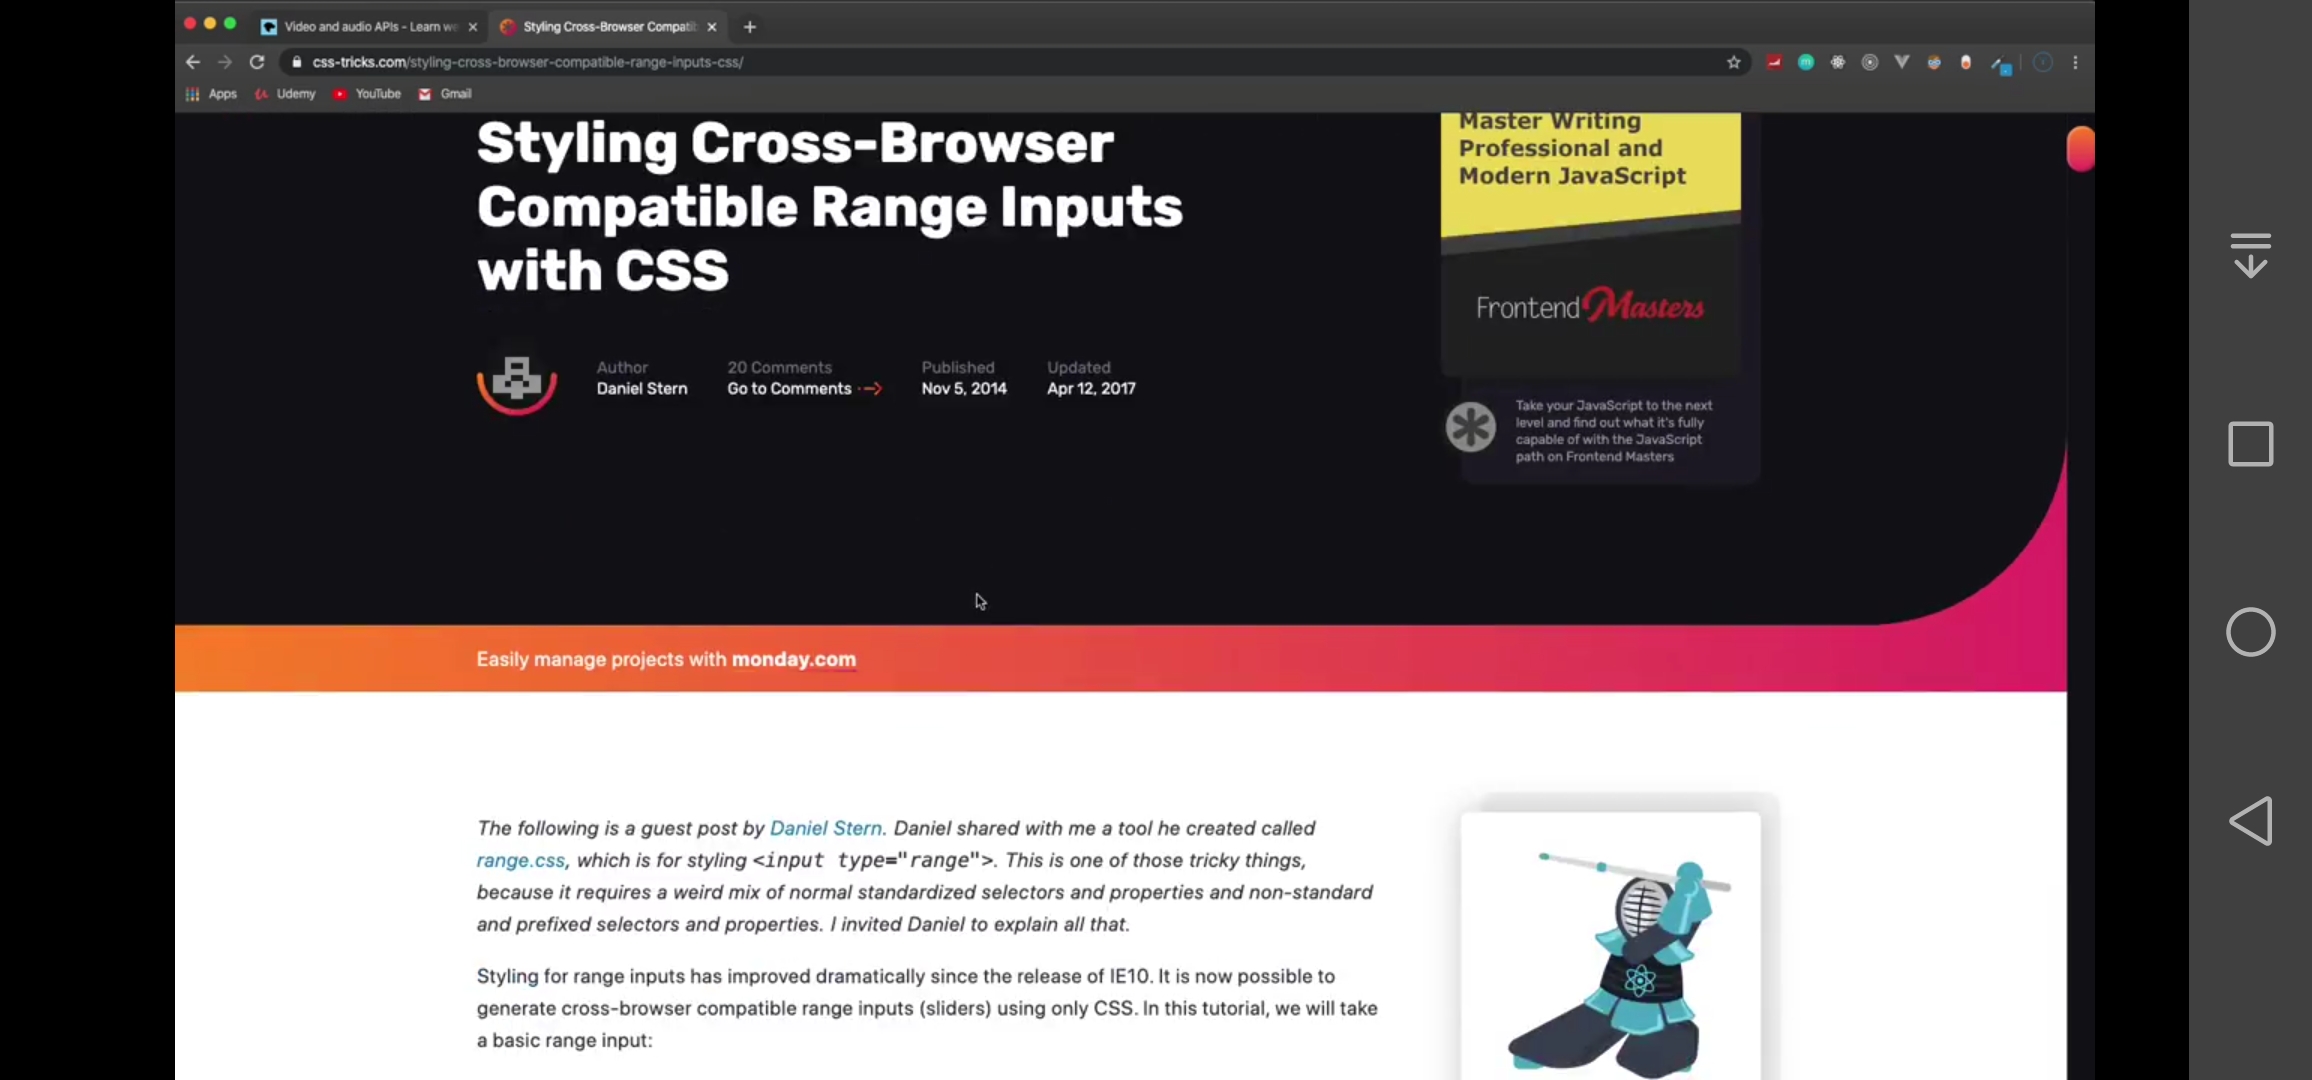 Video and audio APIs - Learn we
Styling Cross-Browser Compatib
css-tricks.com/styling-cross-browser-compatible-range-inputs-css/
Apps Udemy YouTube Gmail
Styling Cross-Browser
Compatible Range Inputs
with CSS
Author
Daniel Stern
20 Comments
Go to Comments
Published
Nov 5, 2014
Updated
Apr 12, 2017
Master Writing
Professional and
Modern JavaScript
Frontend Masters
Take your JavaScript to the next
level and find out what it's fully
capable of with the JavaScript
path on Frontend Masters
Easily manage projects with monday.com
The following is a guest post by Daniel Stern. Daniel shared with me a tool he created called
range.css, which is for styling <input type="range">. This is one of those tricky things,
because it requires a weird mix of normal standardized selectors and properties and non-standard
and prefixed selectors and properties. I invited Daniel to explain all that.
Styling for range inputs has improved dramatically since the release of IE10. It is now possible to
generate cross-browser compatible range inputs (sliders) using only CSS. In this tutorial, we will take
a basic range input: